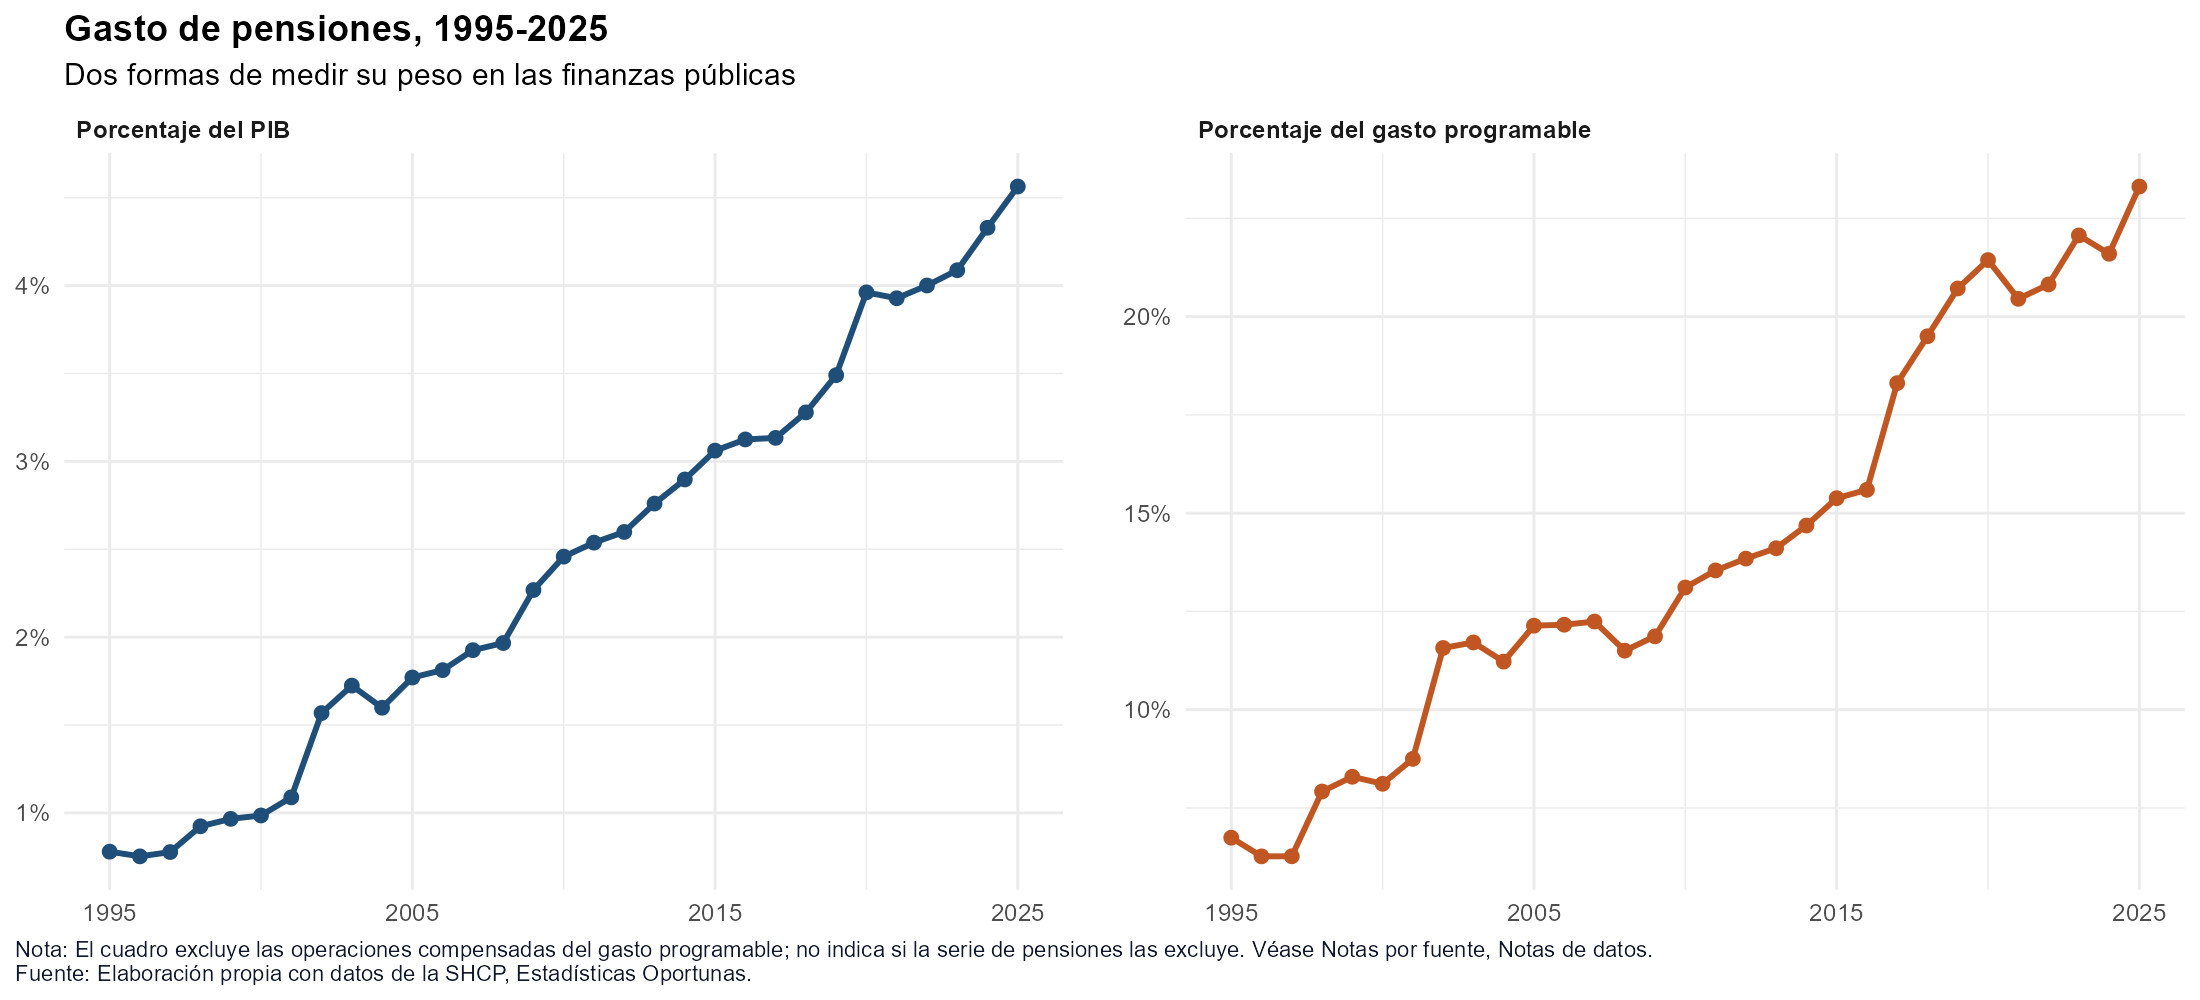 Gasto de pensiones, 1995-2025
Dos formas de medir su peso en las finanzas públicas
Porcentaje del PIB
4%
3%
2%
1%
1995 2005 2015 2025
Porcentaje del gasto programable
20%
15%
10%
1995 2005 2015 2025
Nota: El cuadro excluye las operaciones compensadas del gasto programable; no indica si la serie de pensiones las excluye. Véase Notas por fuente, Notas de datos.
Fuente: Elaboración propia con datos de la SHCP, Estadísticas Oportunas.